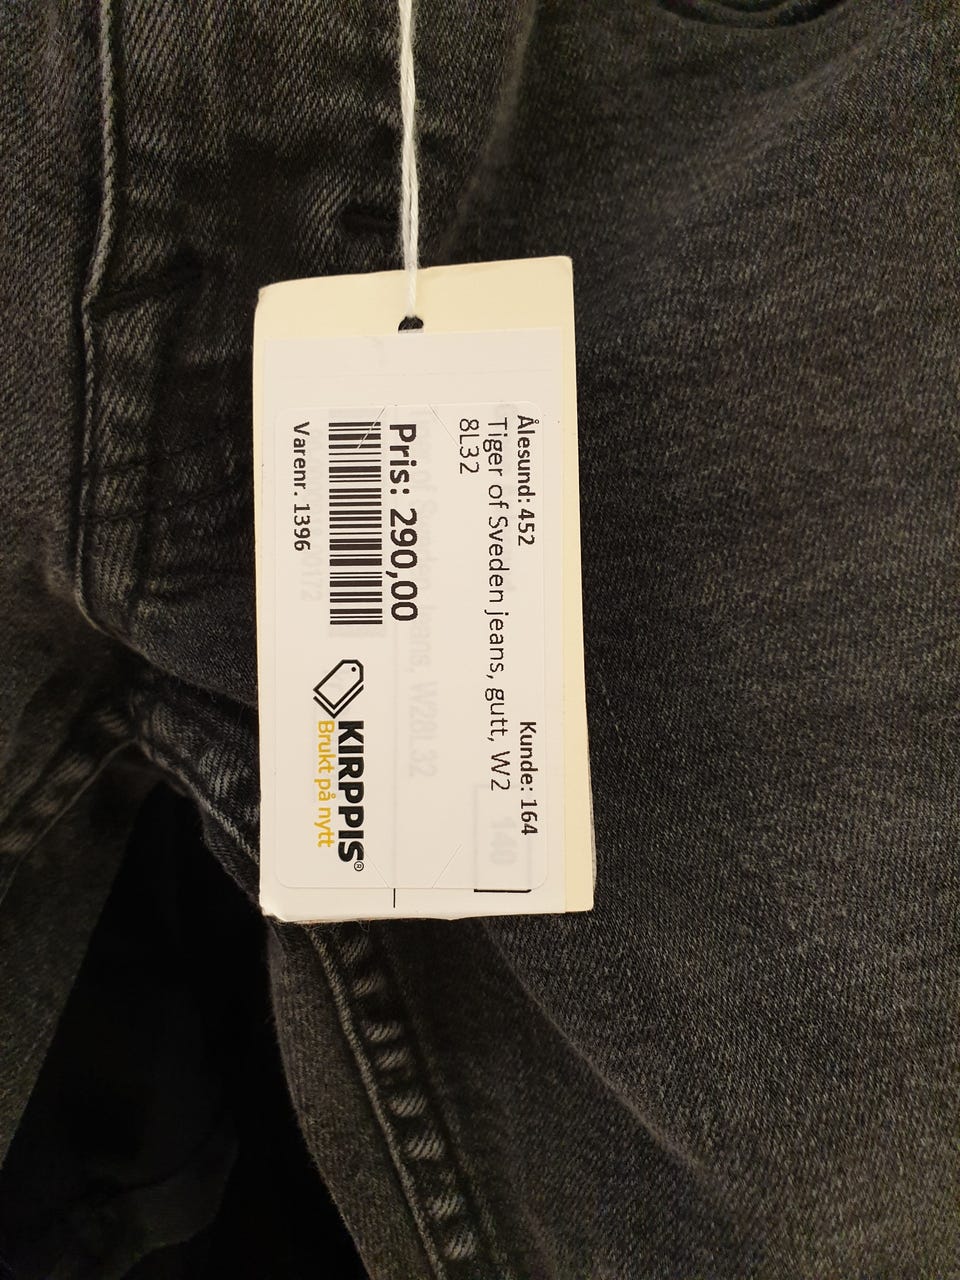 Ålesund: 452 Kunde: 164
Tiger of Sveden jeans, gutt, W2
8L32
Pris: 290,00
Varenr. 1396
KIRPPIS®
Brukt på nytt